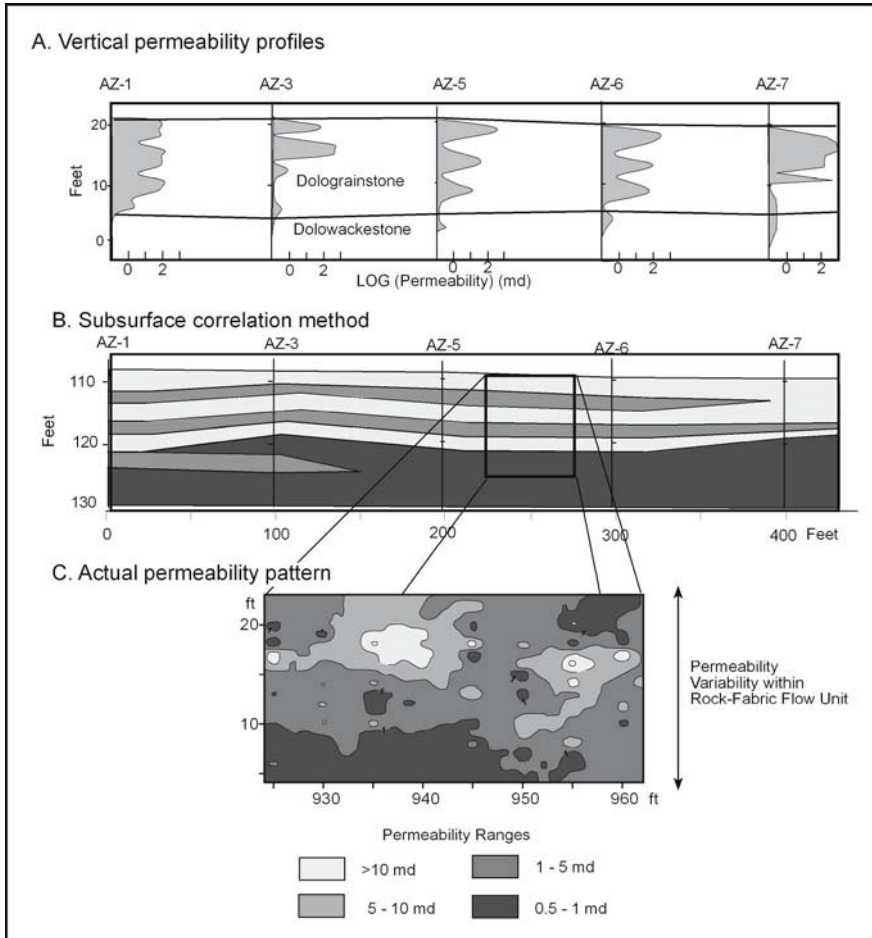 A. Vertical permeability profiles
AZ-1 AZ-3 AZ-5 AZ-6 AZ-7
Feet
20
10
0
Dolograinstone
Dolowackestone
0 2 0 2 0 2 0 2 0 2
LOG (Permeability) (md)
B. Subsurface correlation method
AZ-1 AZ-3 AZ-5 AZ-6 AZ-7
Feet
110
120
130
0 100 200 300 400 Feet
C. Actual permeability pattern
ft
20
10
930 940 950 960 ft
Permeability
Variability within
Rock-Fabric Flow Unit
Permeability Ranges
>10 md 1 - 5 md
5 - 10 md 0.5 - 1 md